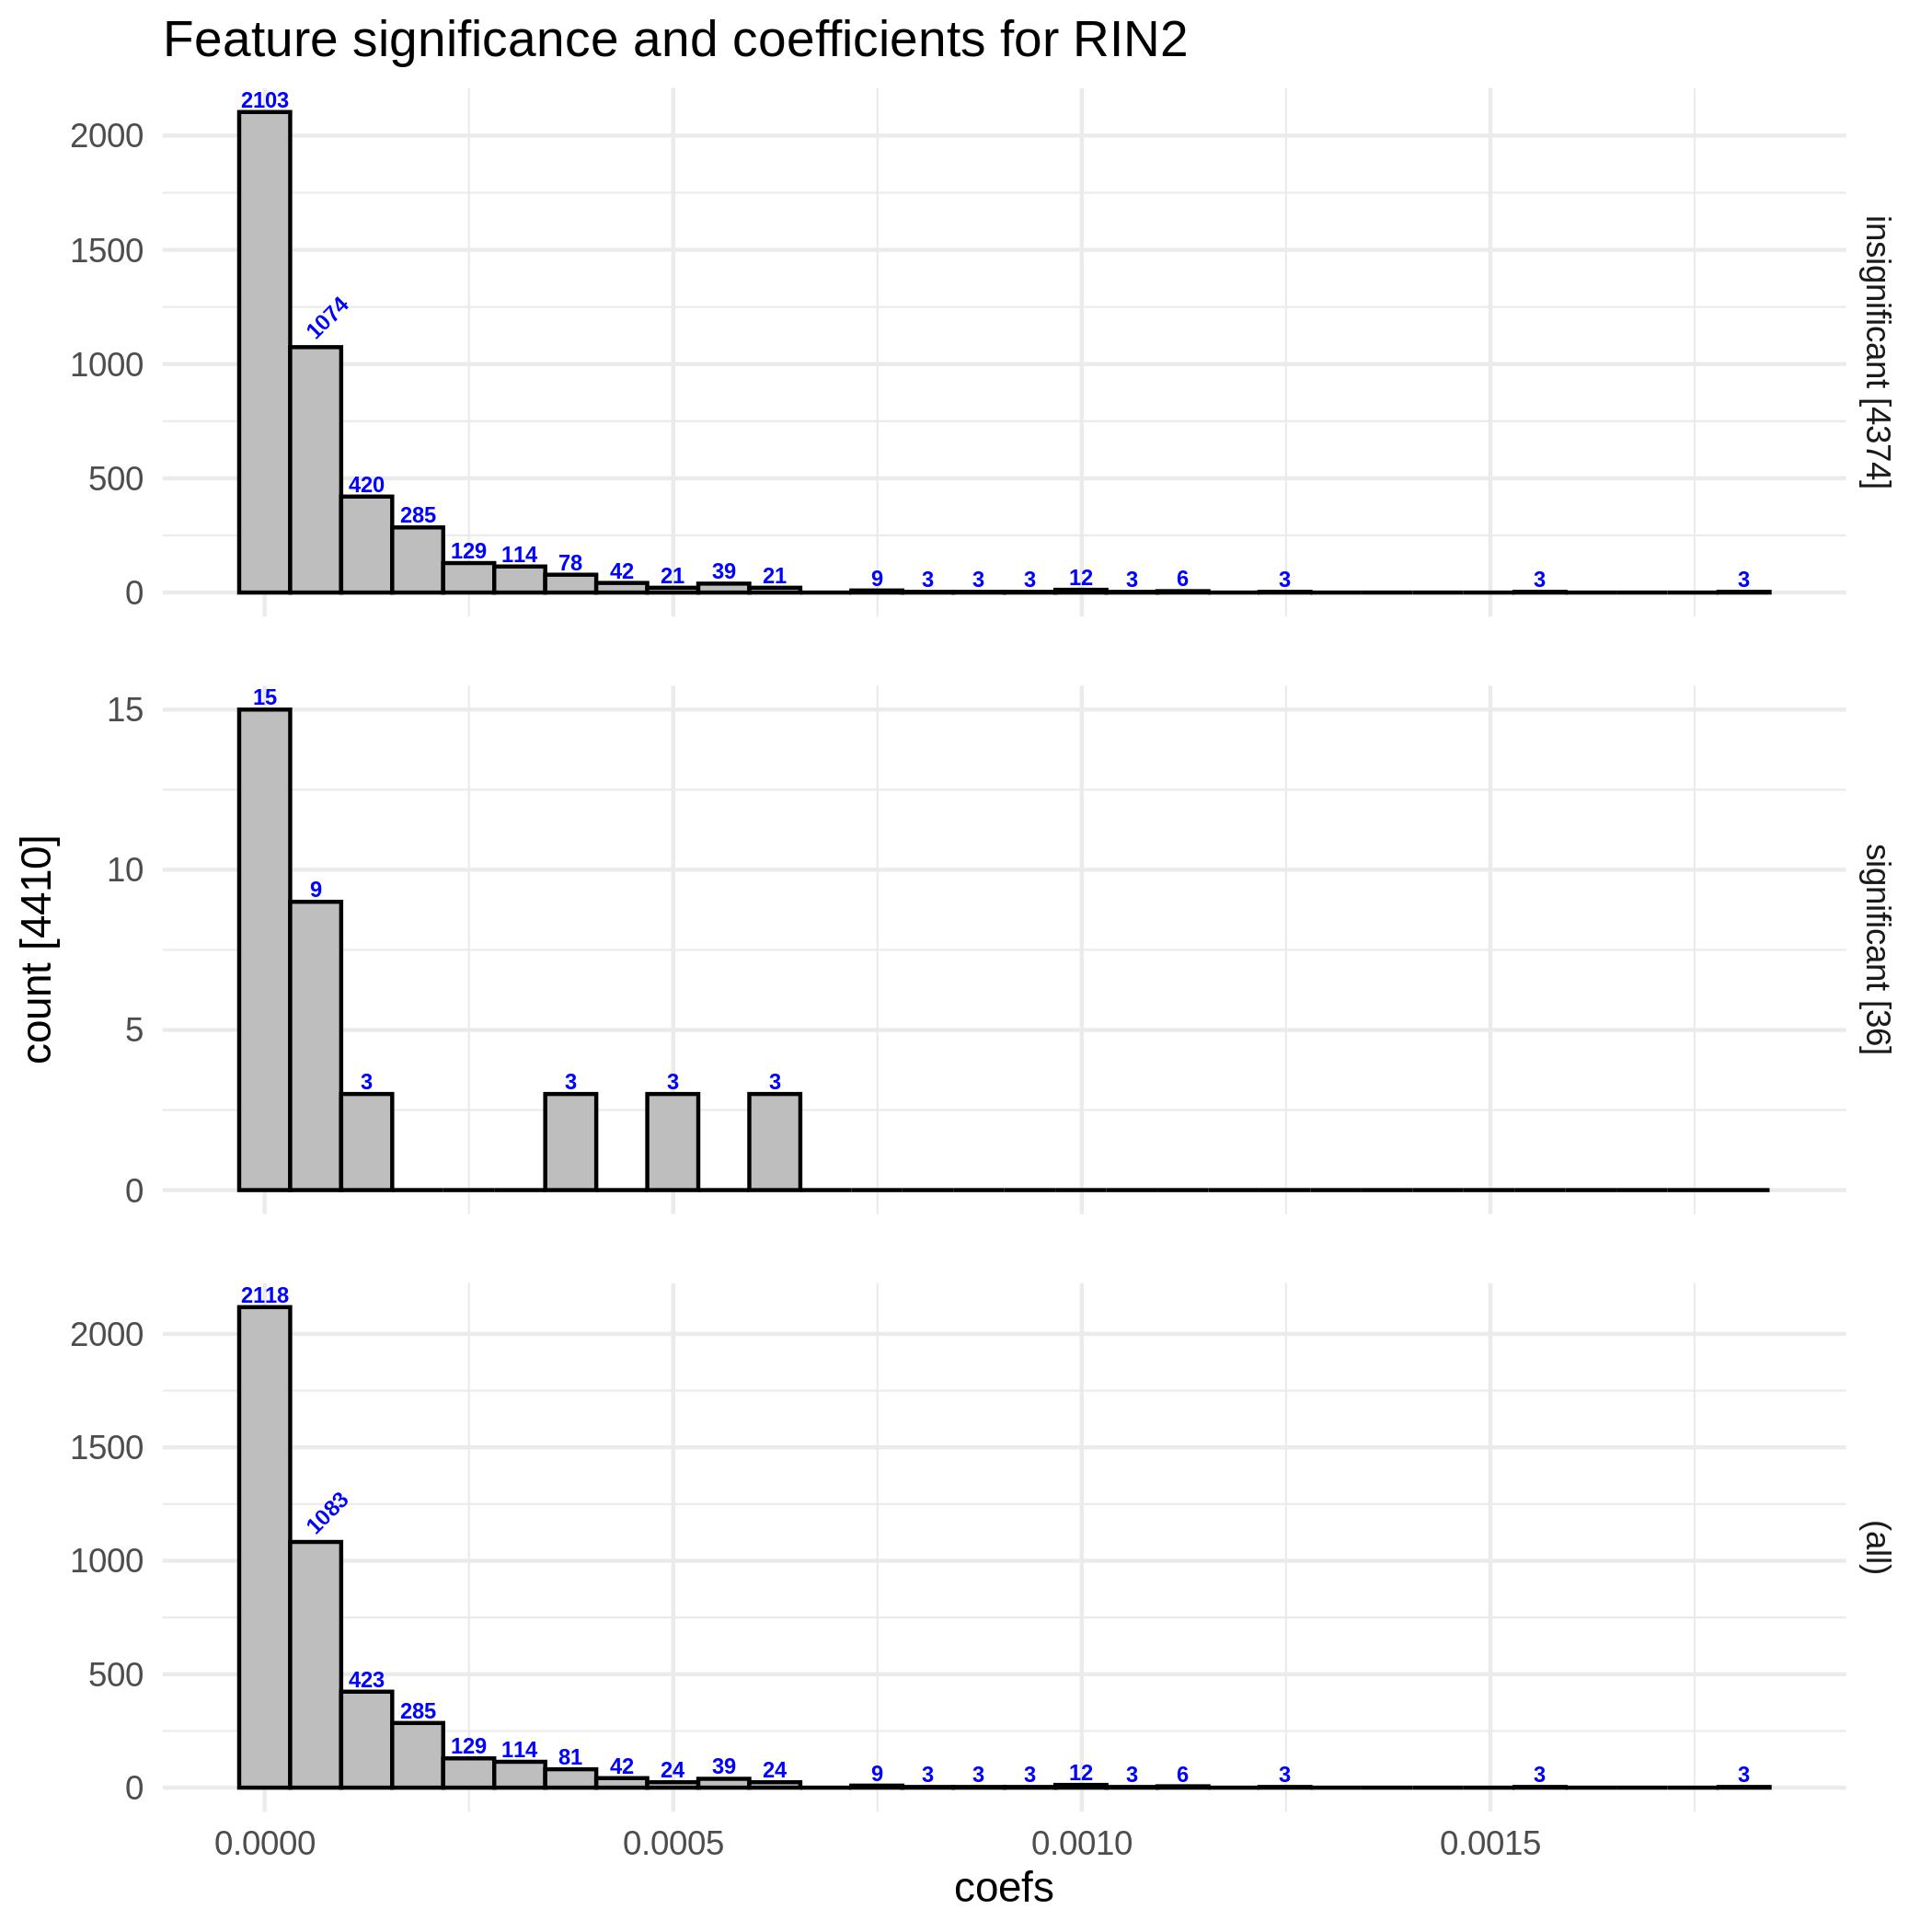 Feature significance and coefficients for RIN2
2103
2000
1500
1074
1000
500
420
285
129 114 78 42 21 39 21 9 3 3 3 12 3 6 3 3 3
0
insignificant [4374]
15
15
10
9
5
3 3 3 3
0
significant [36]
count [4410]
2118
2000
1500
1083
1000
500
423
285
129 114 81 42 24 39 24 9 3 3 3 12 3 6 3 3 3
0
(all)
0.0000 0.0005 0.0010 0.0015
coefs